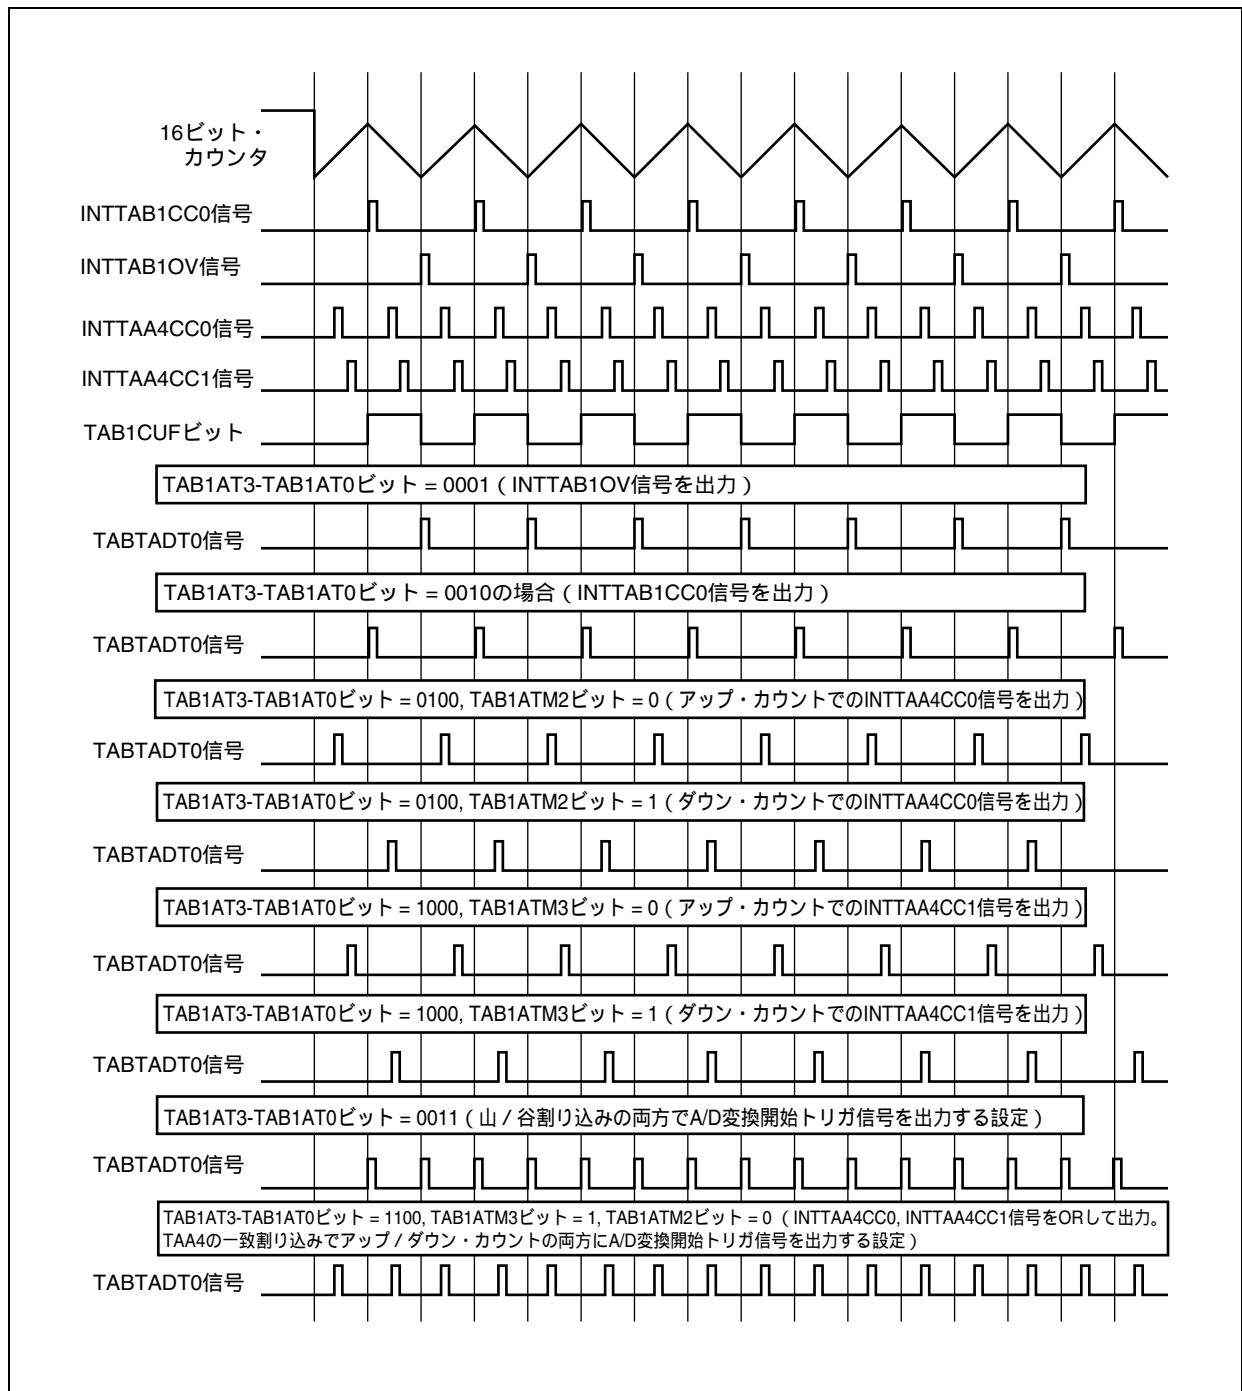 16ビット・
カウンタ
INTTAB1CC0信号
INTTAB1OV信号
INTTAA4CC0信号
INTTAA4CC1信号
TAB1CUFビット
TAB1AT3-TAB1AT0ビット = 0001（INTTAB1OV信号を出力）
TABTADT0信号
TAB1AT3-TAB1AT0ビット = 0010の場合（INTTAB1CC0信号を出力）
TABTADT0信号
TAB1AT3-TAB1AT0ビット = 0100, TAB1ATM2ビット = 0（アップ・カウントでのINTTAA4CC0信号を出力）
TABTADT0信号
TAB1AT3-TAB1AT0ビット = 0100, TAB1ATM2ビット = 1（ダウン・カウントでのINTTAA4CC0信号を出力）
TABTADT0信号
TAB1AT3-TAB1AT0ビット = 1000, TAB1ATM3ビット = 0（アップ・カウントでのINTTAA4CC1信号を出力）
TABTADT0信号
TAB1AT3-TAB1AT0ビット = 1000, TAB1ATM3ビット = 1（ダウン・カウントでのINTTAA4CC1信号を出力）
TABTADT0信号
TAB1AT3-TAB1AT0ビット = 0011（山／谷割り込みの両方でA/D変換開始トリガ信号を出力する設定）
TABTADT0信号
TAB1AT3-TAB1AT0ビット = 1100, TAB1ATM3ビット = 1, TAB1ATM2ビット = 0（INTTAA4CC0, INTTAA4CC1信号をORして出力。
TAA4の一致割り込みでアップ／ダウン・カウントの両方にA/D変換開始トリガ信号を出力する設定）
TABTADT0信号